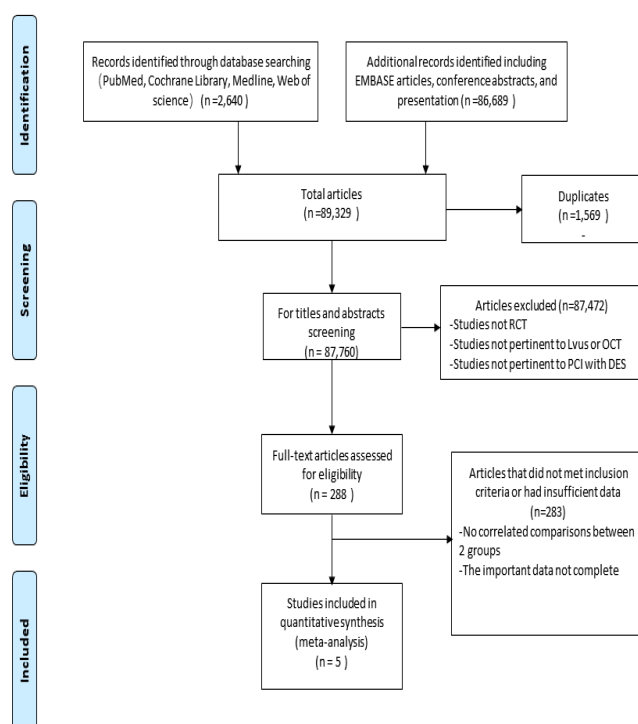 Identification
Records identified through database searching
(PubMed, Cochrane Library, Medline, Web of
science) (n =2,640 )
Additional records identified including
EMBASE articles, conference abstracts, and
presentation (n =86,689 )
Total articles
(n =89,329 )
Duplicates
(n =1,569 )
-
Screening
For titles and abstracts
screening
(n = 87,760)
Articles excluded (n=87,472)
-Studies not RCT
-Studies not pertinent to Lvus or OCT
-Studies not pertinent to PCI with DES
Eligibility
Full-text articles assessed
for eligibility
(n = 288 )
Articles that did not met inclusion
criteria or had insufficient data
(n=283)
-No correlated comparisons between
2 groups
-The important data not complete
Included
Studies included in
quantitative synthesis
(meta-analysis)
(n = 5 )